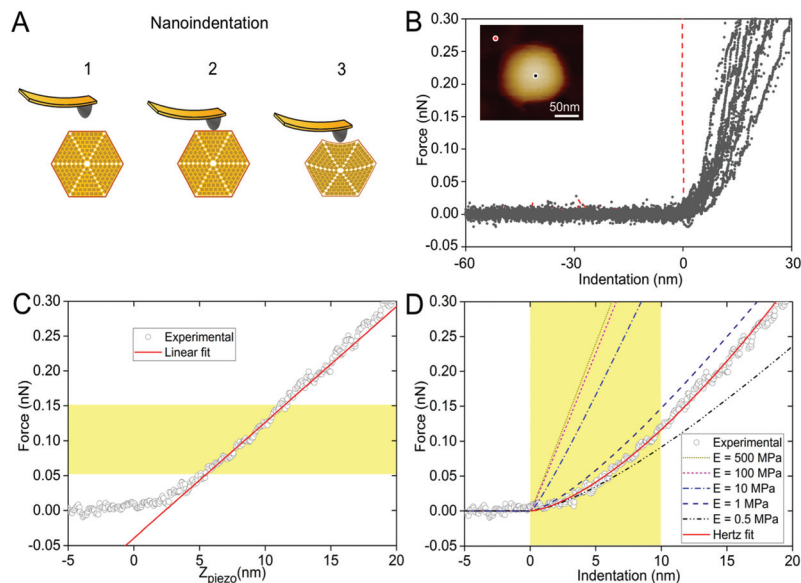 A
Nanoindentation
1 2 3
B
0.30
0.25
0.20
0.15
0.10
0.05
0.00
-0.05
Force (nN)
50nm
-60 -30 0 30
Indentation (nm)
C
0.30
0.25
0.20
0.15
0.10
0.05
0.00
-0.05
Force (nN)
Experimental
Linear fit
-5 0 5 10 15 20
Zpiezo(nm)
D
0.30
0.25
0.20
0.15
0.10
0.05
0.00
-0.05
Force (nN)
Experimental
E = 500 MPa
E = 100 MPa
E = 10 MPa
E = 1 MPa
E = 0.5 MPa
Hertz fit
-5 0 5 10 15 20
Indentation (nm)